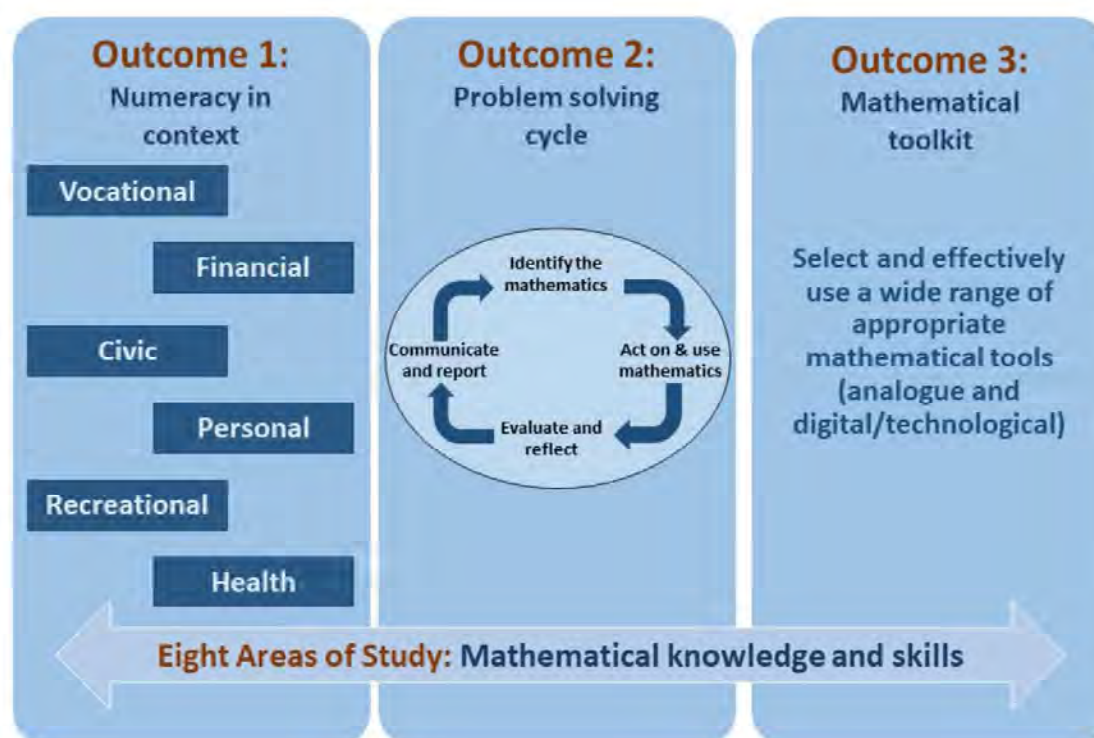 Outcome 1:
Numeracy in
context
Vocational
Financial
Civic
Personal
Recreational
Health
Outcome 2:
Problem solving
cycle
Identify the
mathematics
Act on & use
mathematics
Evaluate and
reflect
Communicate
and report
Outcome 3:
Mathematical
toolkit
Select and effectively
use a wide range of
appropriate
mathematical tools
(analogue and
digital/technological)
Eight Areas of Study: Mathematical knowledge and skills